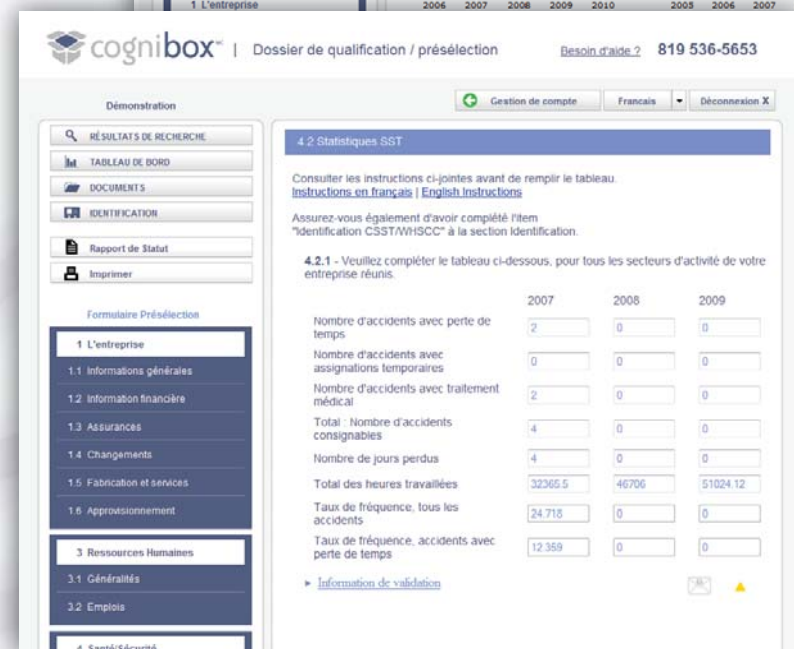 1 L'entreprise
2006 2007 2008 2009 2010 2005 2006 2007
cognibox | Dossier de qualification / présélection Besoin d'aide ? 819 536-5653
Démonstration
Gestion de compte Francais Déconnexion X
RÉSULTATS DE RECHERCHE
TABLEAU DE BORD
DOCUMENTS
IDENTIFICATION
Rapport de Statut
Imprimer
Formulaire Présélection
1 L'entreprise
1.1 Informations générales
1.2 Information financière
1.3 Assurances
1.4 Changements
1.5 Fabrication et services
1.6 Approvisionnement
3 Ressources Humaines
3.1 Généralités
3.2 Emplois
4 Santé/Sécurité
4.2 Statistiques SST
Consulter les instructions ci-jointes avant de remplir le tableau.
Instructions en français | English Instructions
Assurez-vous également d'avoir complété l'item
"Identification CSST/WHSCC" à la section Identification.
4.2.1 - Veuillez compléter le tableau ci-dessous, pour tous les secteurs d'activité de votre
entreprise réunis.
2007 2008 2009
Nombre d'accidents avec perte de
temps 2 0 0
Nombre d'accidents avec
assignations temporaires 0 0 0
Nombre d'accidents avec traitement
médical 2 0 0
Total : Nombre d'accidents
consignables 4 0 0
Nombre de jours perdus 4 0 0
Total des heures travaillées 32365.5 46706 51024.12
Taux de fréquence, tous les
accidents 24.718 0 0
Taux de fréquence, accidents avec
perte de temps 12.359 0 0
Information de validation